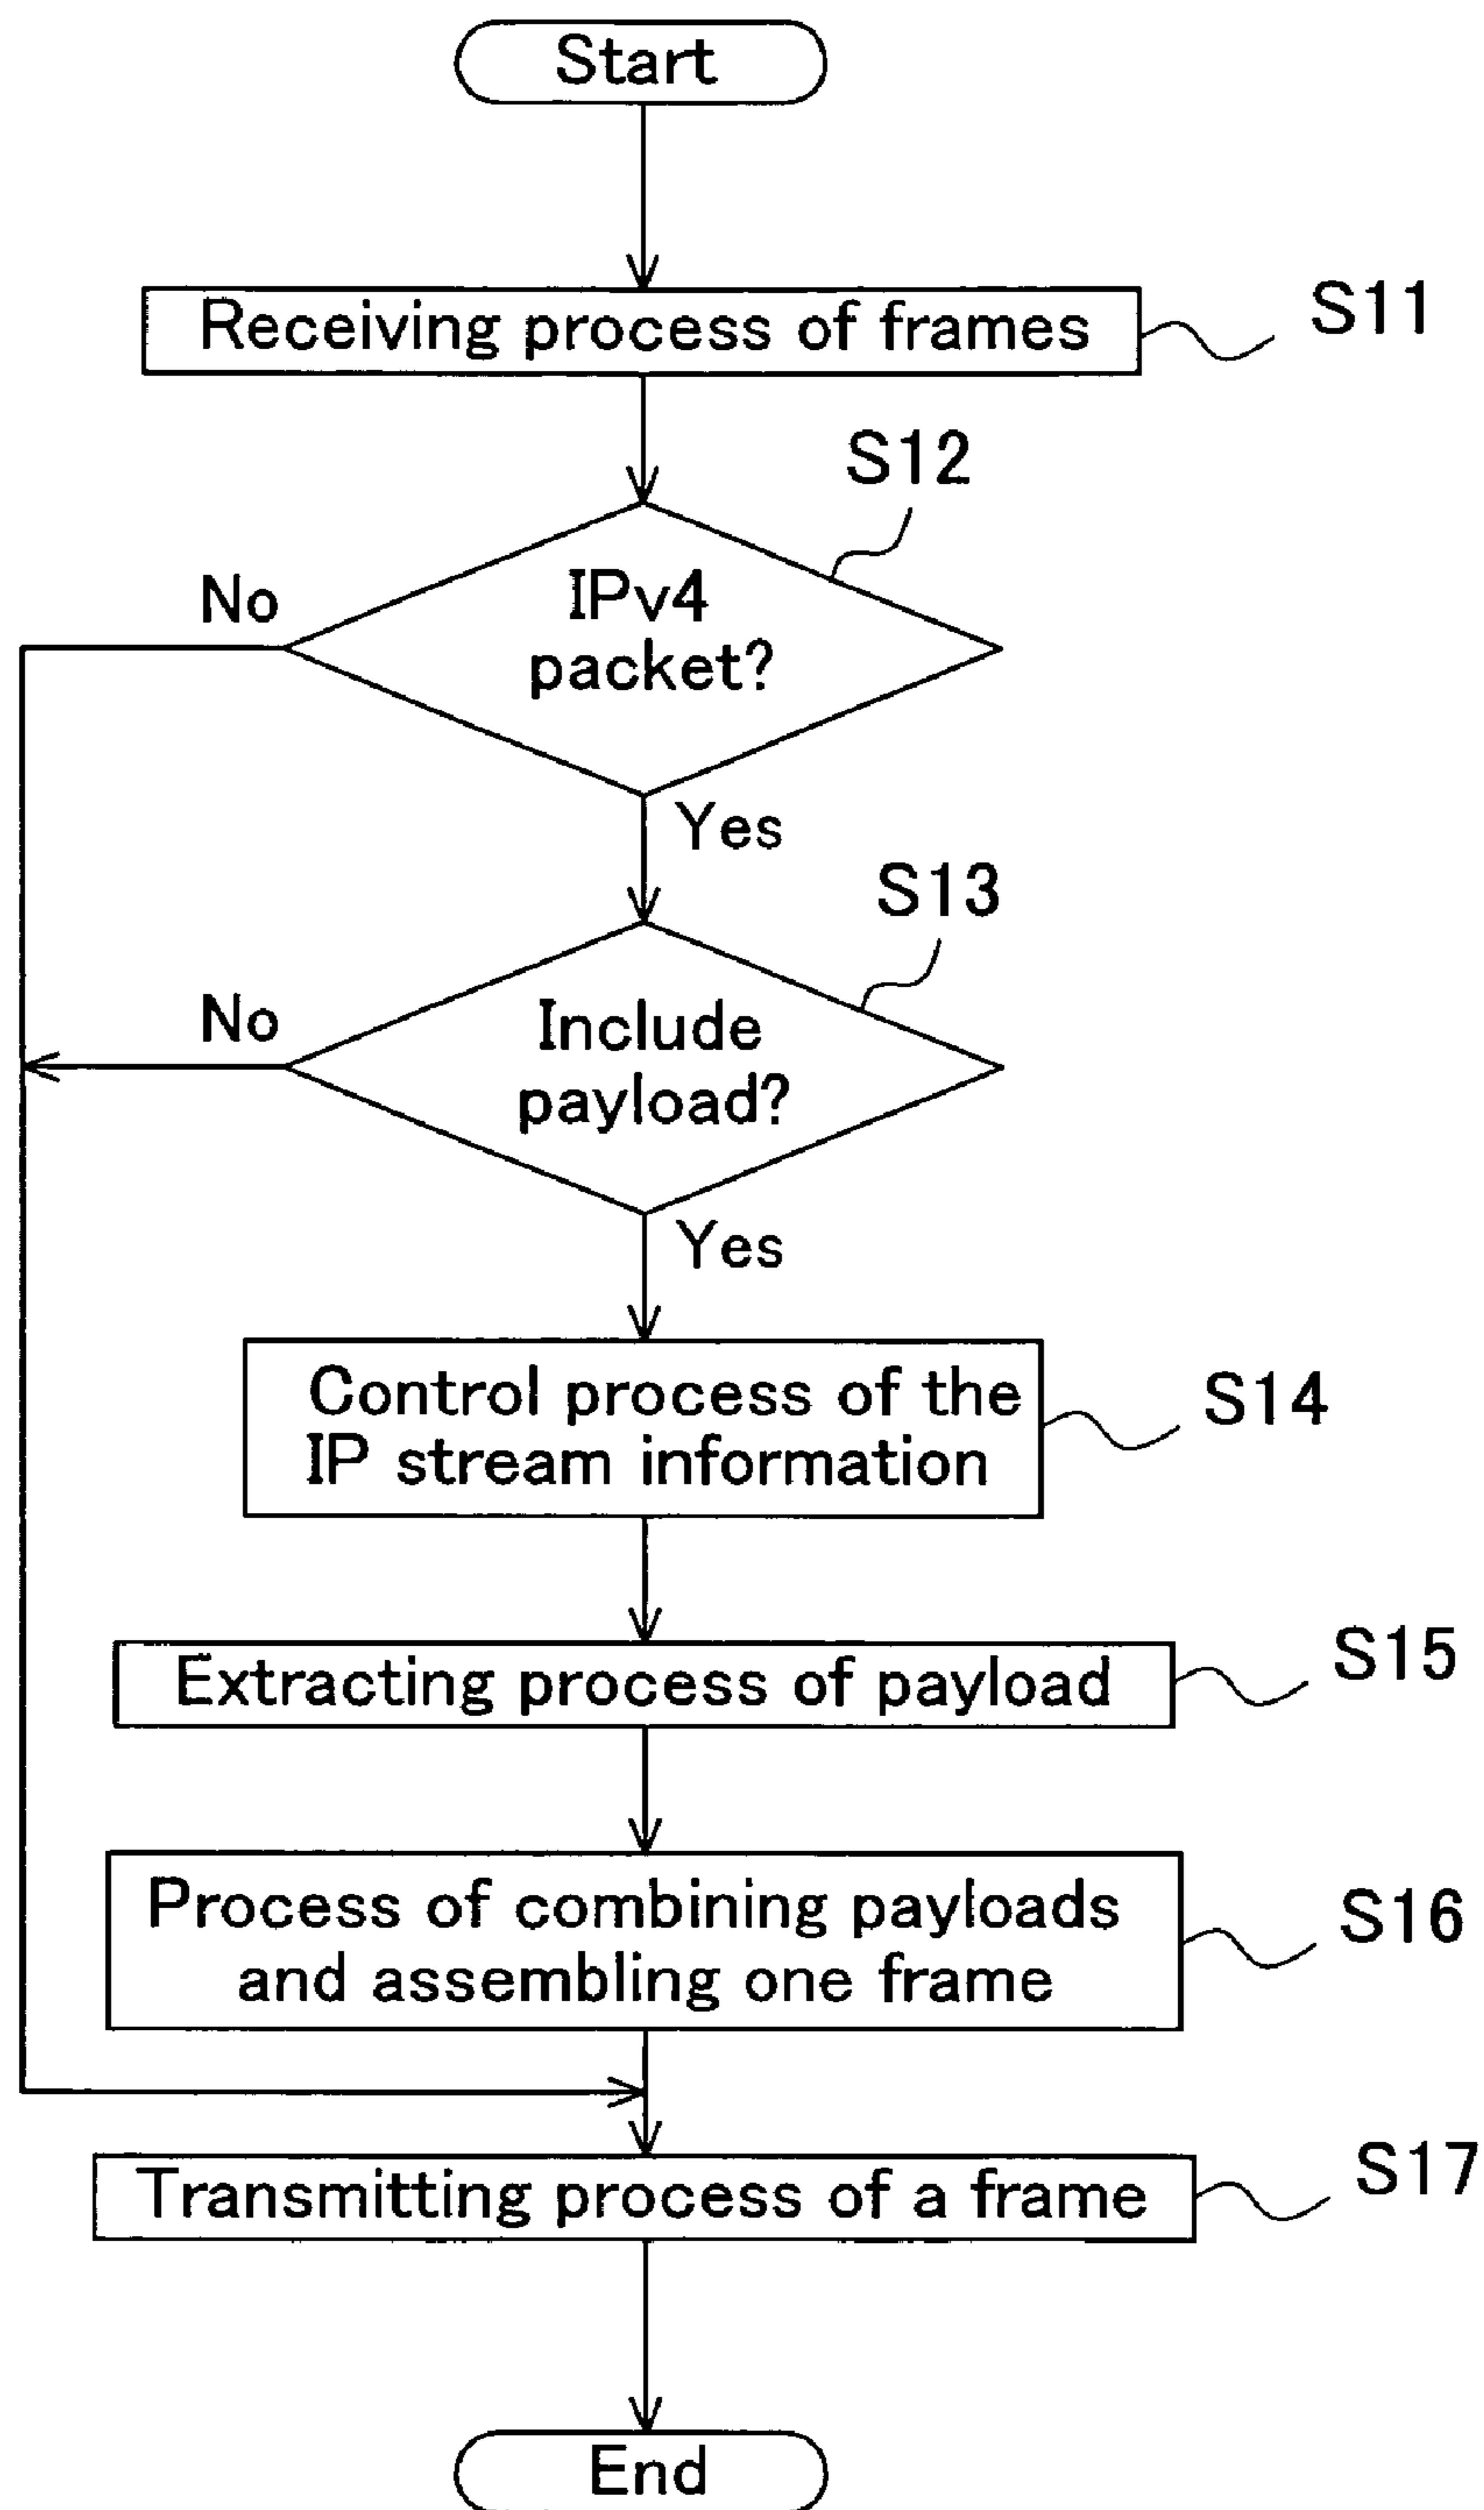 Start
Receiving process of frames
S11
S12
IPv4
packet?
No
Yes
S13
Include
payload?
No
Yes
Control process of the
IP stream information
S14
Extracting process of payload
S15
Process of combining payloads
and assembling one frame
S16
Transmitting process of a frame
S17
End